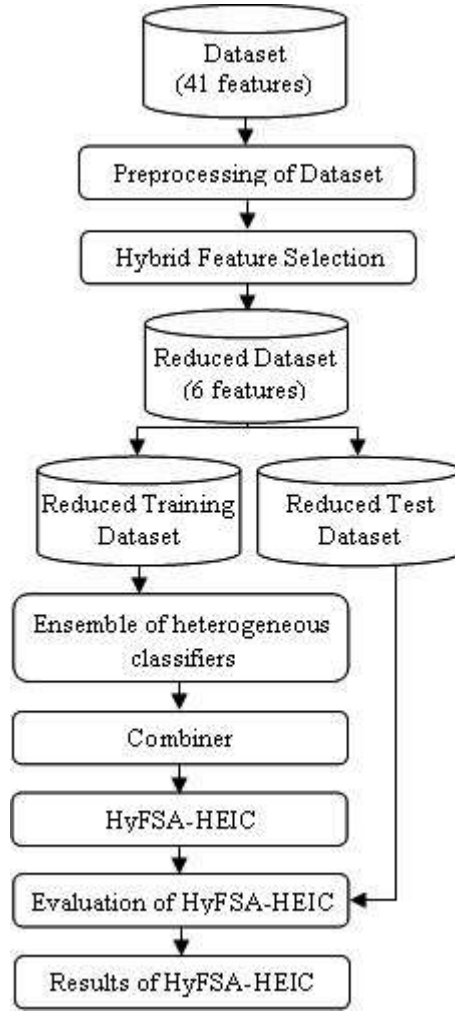 Dataset
(41 features)
Preprocessing of Dataset
Hybrid Feature Selection
Reduced Dataset
(6 features)
Reduced Training
Dataset
Reduced Test
Dataset
Ensemble of heterogeneous
classifiers
Combiner
HyFSA-HEIC
Evaluation of HyFSA-HEIC
Results of HyFSA-HEIC